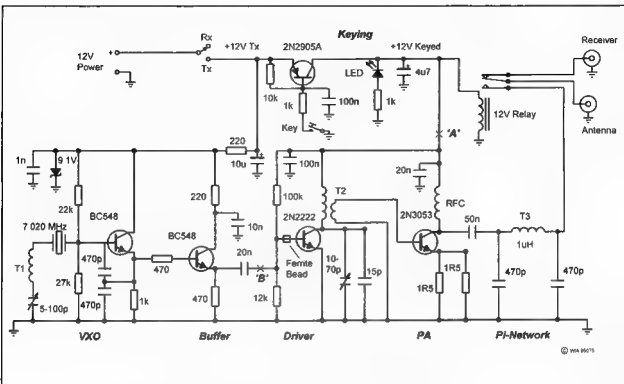 Keying
Receiver
12V
Power
+
Rx
Tx
+12V Tx
2N2905A
+12V Keyed
LED
4u7
10k
1k
100n
1k
Key
12V Relay
Antenna
'A'
1n
9 1V
220
10u
100n
20n
22k
220
100k
T2
RFC
7 020 MHz
BC548
BC548
10n
2N2222
2N3053
50n
T3
T1
470p
470
20n
'B'
Ferrite
Bead
10-
70p
15p
1uH
5-100p
27k
470p
1k
470
12k
1R5
1R5
470p
470p
VXO
Buffer
Driver
PA
Pi-Network